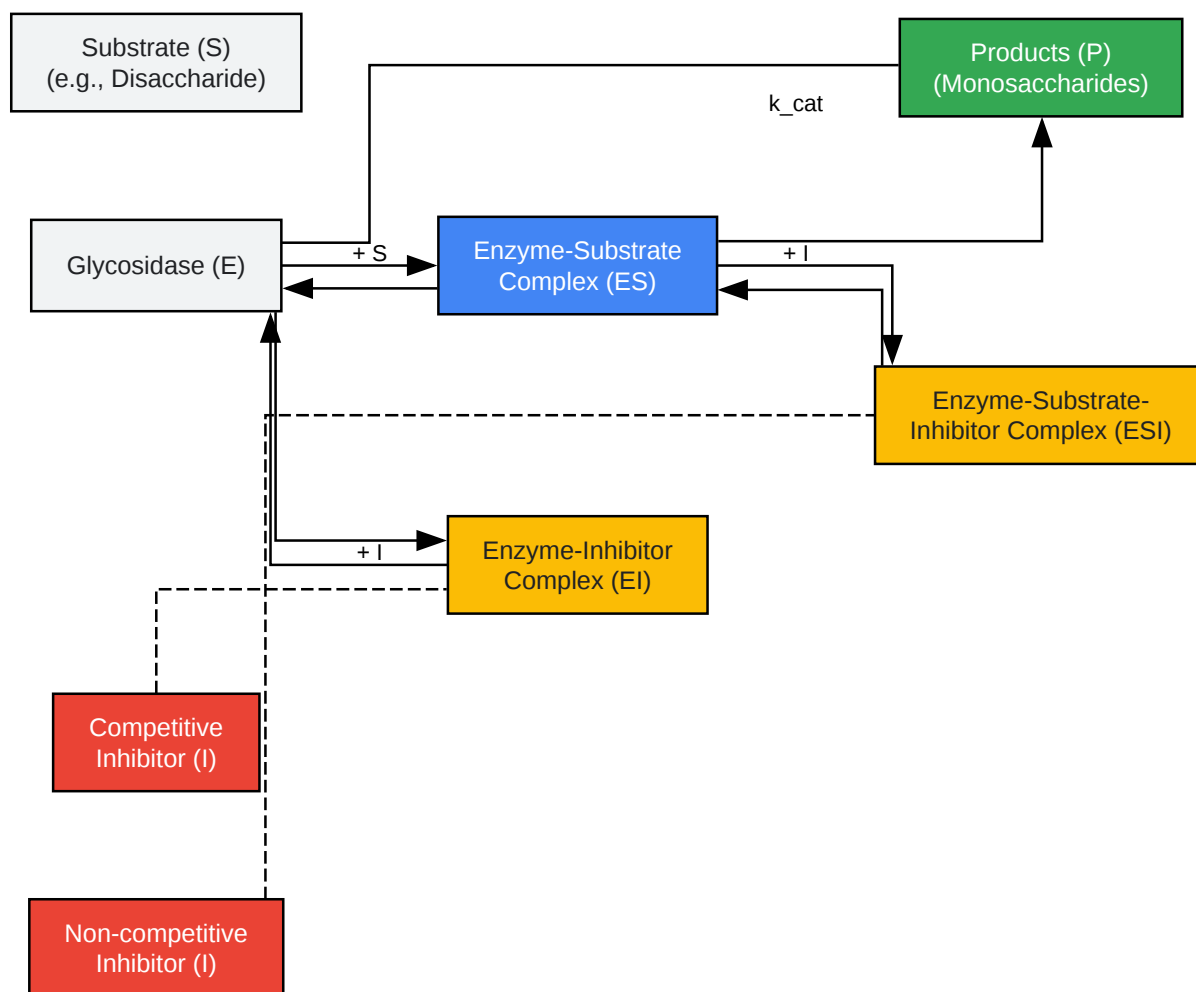 Substrate (S)
(e.g., Disaccharide)
Products (P)
(Monosaccharides)
k_cat
Glycosidase (E)
+ S
Enzyme-Substrate
Complex (ES)
+ I
Enzyme-Substrate-
Inhibitor Complex (ESI)
+ I
Enzyme-Inhibitor
Complex (EI)
Competitive
Inhibitor (I)
Non-competitive
Inhibitor (I)